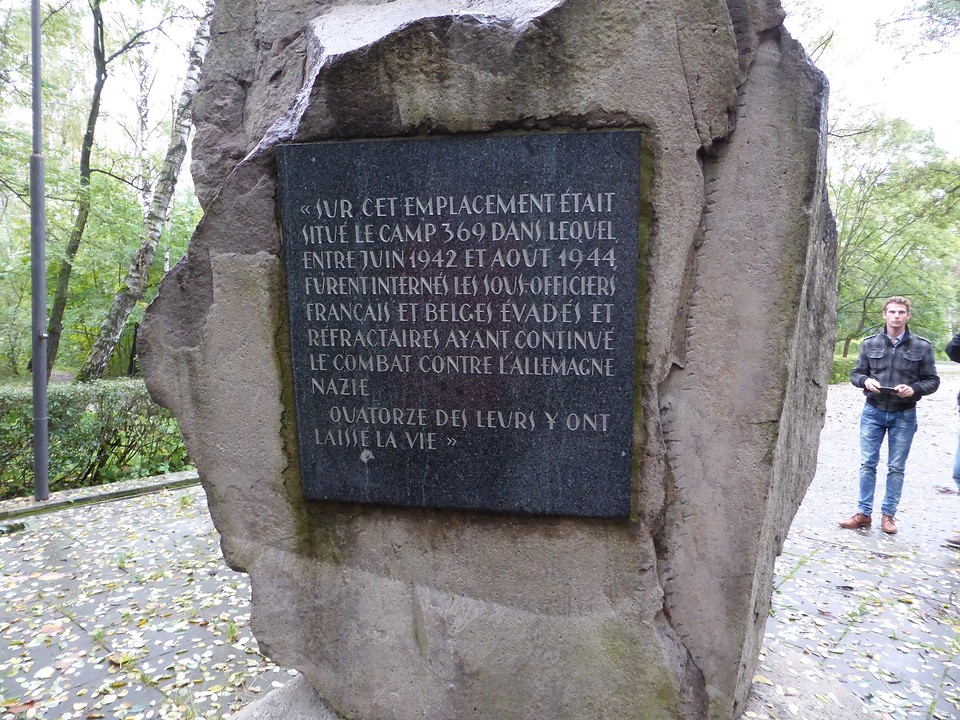 « SUR CET EMPLACEMENT ÉTAIT
SITUÉ LE CAMP 369 DANS LEQUEL,
ENTRE JUIN 1942 ET AOUT 1944,
FURENT INTERNÉS LES SOUS-OFFICIERS
FRANCAIS ET BELGES ÉVADÉS ET
RÉFRACTAIRES AYANT CONTINUÉ
LE COMBAT CONTRE L'ALLEMAGNE
NAZIE
QUATORZE DES LEURS Y ONT
LAISSÉ LA VIE »